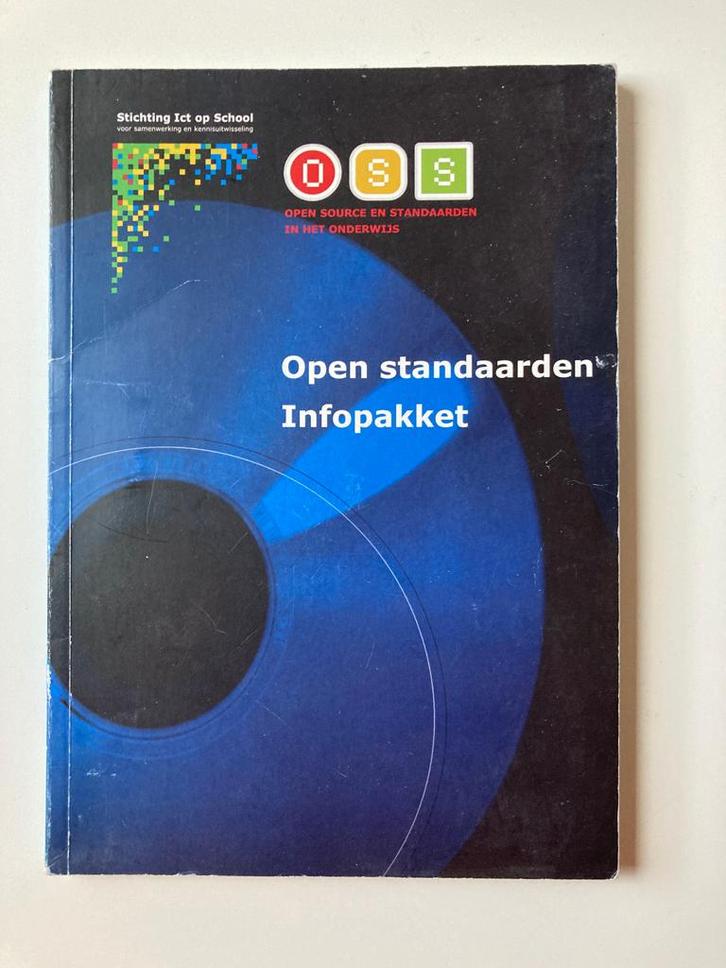 Stichting Ict op School
voor samenwerking en kennisuitwisseling
OSS
OPEN SOURCE EN STANDAARDEN
IN HET ONDERWIJS
Open standaarden
Infopakket